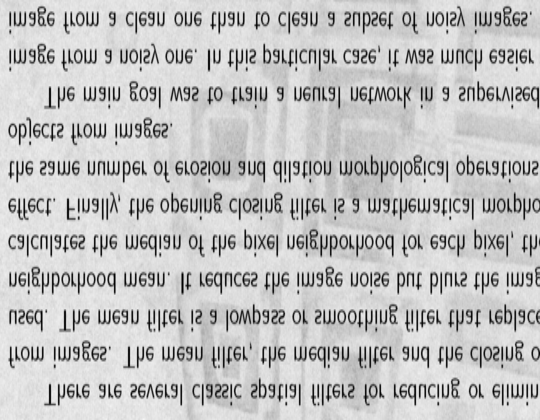 There are several classic spatial filters for reducing or elimin
from images. The mean filter, the median filter and the closing o
used. The mean filter is a lowpass or smoothing filter that replace
neighborhood mean. It reduces the image noise but blurs the imag
calculates the median of the pixel neighborhood for each pixel, the
effect. Finally, the opening closing filter is a mathematical morpho
the same number of erosion and dilation morphological operations
objects from images.
The main goal was to train a neural network in a supervised
image from a noisy one. In this particular case, it was much easier
image from a clean one than to clean a subset of noisy images.